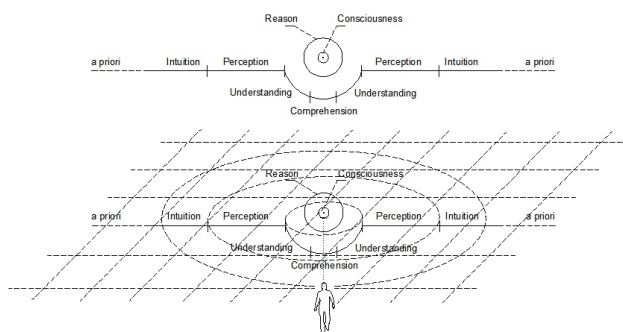 Reason Consciousness
a priori Intuition Perception Perception Intuition a priori
Understanding Understanding
Comprehension
Reason Consciousness
a priori Intuition Perception Perception Intuition a priori
Understanding Understanding
Comprehension